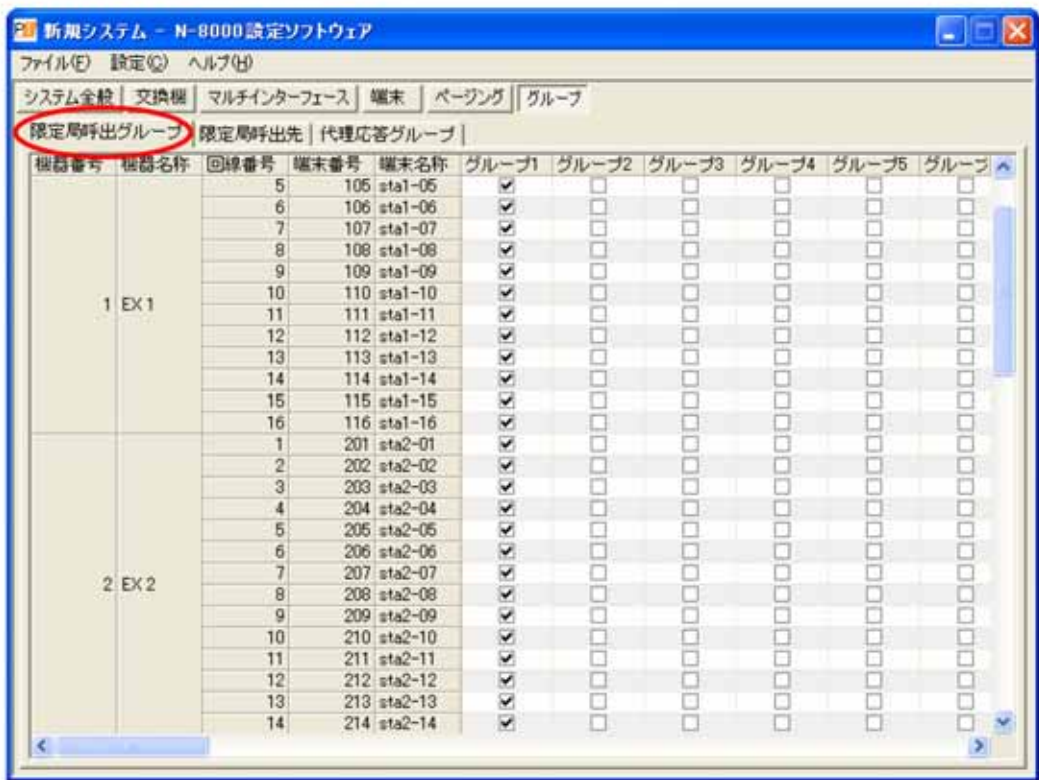 新規システム - N-8000設定ソフトウェア
ファイル(F) 設定(C) ヘルプ(H)
システム全般 交換機 マルチインターフェース 端末 ページング グループ
限定局呼出グループ 限定局呼出先 代理応答グループ
機器番号 機器名称 回線番号 端末番号 端末名称 グループ1 グループ2 グループ3 グループ4 グループ5 グループ
5 105 sta1-05
6 106 sta1-06
7 107 sta1-07
8 108 sta1-08
9 109 sta1-09
10 110 sta1-10
1 EX 1 11 111 sta1-11
12 112 sta1-12
13 113 sta1-13
14 114 sta1-14
15 115 sta1-15
16 116 sta1-16
1 201 sta2-01
2 202 sta2-02
3 203 sta2-03
4 204 sta2-04
5 205 sta2-05
6 206 sta2-06
2 EX 2 7 207 sta2-07
8 208 sta2-08
9 209 sta2-09
10 210 sta2-10
11 211 sta2-11
12 212 sta2-12
13 213 sta2-13
14 214 sta2-14